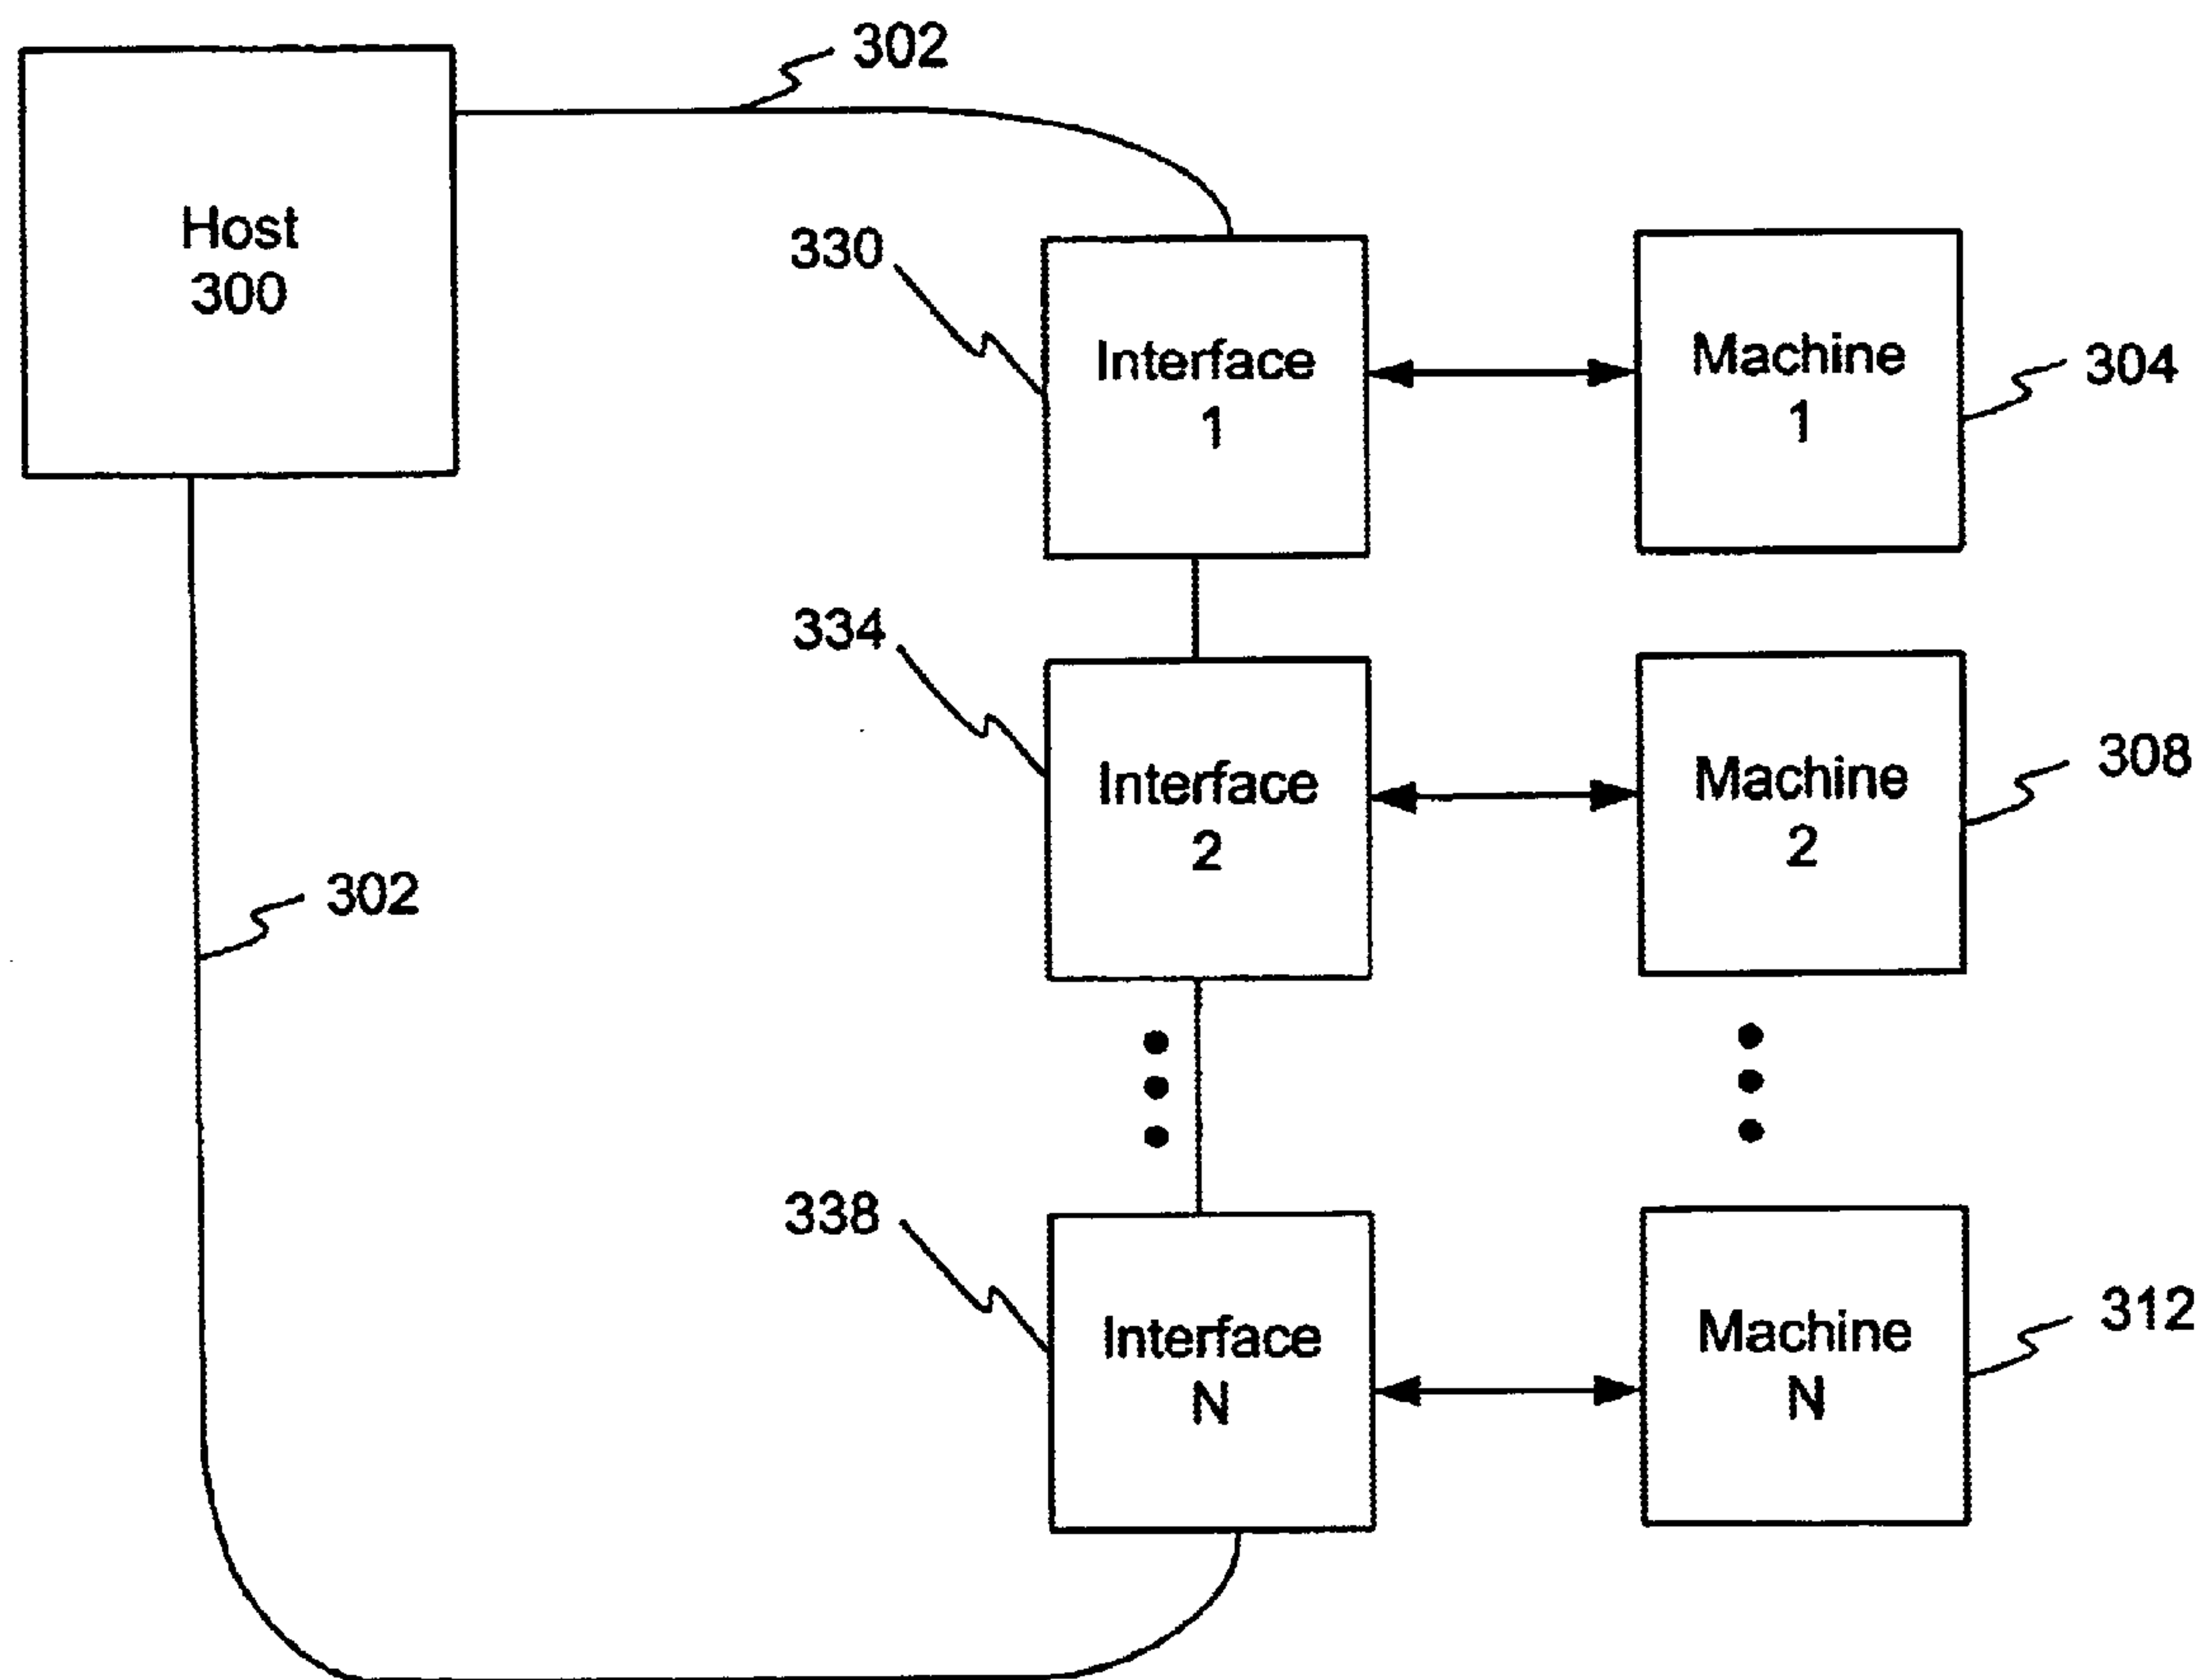 302
Host
300
330
Interface
1
Machine
1
304
334
Interface
2
Machine
2
308
302
338
Interface
N
Machine
N
312